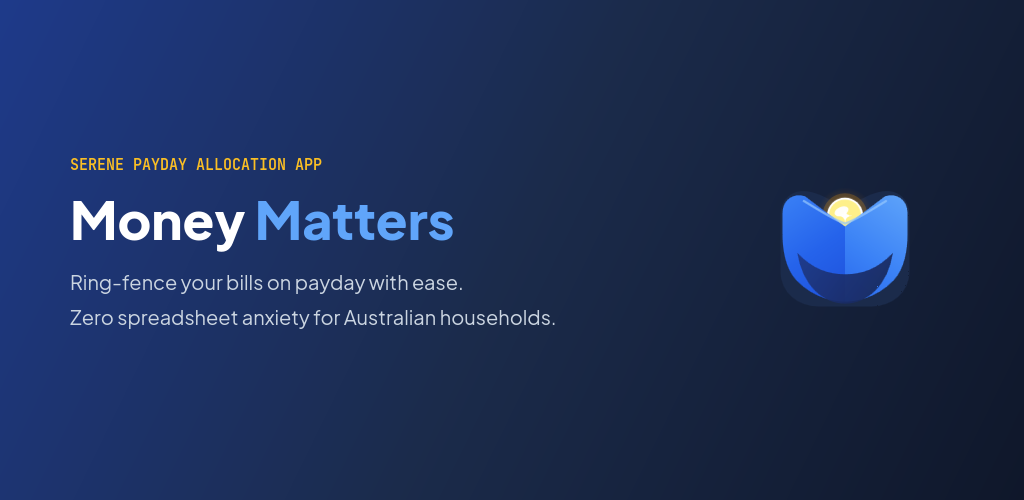 SERENE PAYDAY ALLOCATION APP
Money Matters
Ring-fence your bills on payday with ease.
Zero spreadsheet anxiety for Australian households.